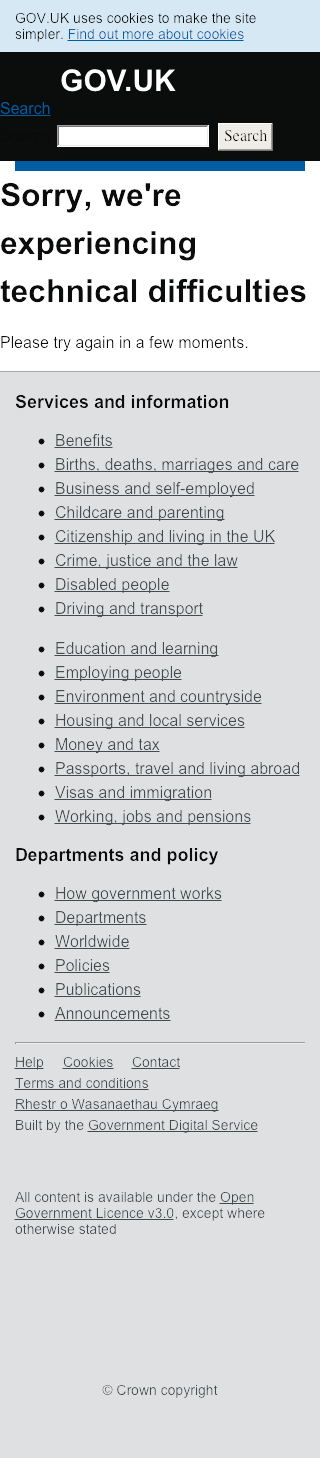 GOV.UK uses cookies to make the site
simpler. Find out more about cookies
GOV.UK
Search
Search
Sorry, we're
experiencing
technical difficulties
Please try again in a few moments.
Services and information
Benefits
Births, deaths, marriages and care
Business and self-employed
Childcare and parenting
Citizenship and living in the UK
Crime, justice and the law
Disabled people
Driving and transport
Education and learning
Employing people
Environment and countryside
Housing and local services
Money and tax
Passports, travel and living abroad
Visas and immigration
Working, jobs and pensions
Departments and policy
How government works
Departments
Worldwide
Policies
Publications
Announcements
Help Cookies Contact
Terms and conditions
Rhestr o Wasanaethau Cymraeg
Built by the Government Digital Service
All content is available under the Open
Government Licence v3.0, except where
otherwise stated
© Crown copyright